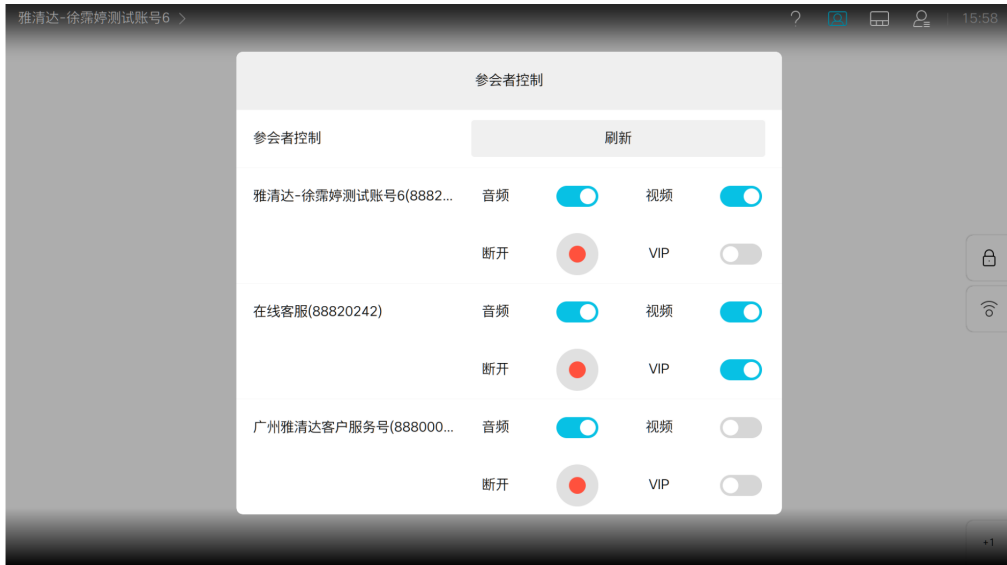 雅清达-徐霈婷测试账号6 >
? 15:58
参会者控制
参会者控制 刷新
雅清达-徐霈婷测试账号6(8882... 音频 视频
断开 VIP
在线客服(88820242) 音频 视频
断开 VIP
广州雅清达客户服务号(888000... 音频 视频
断开 VIP
+1